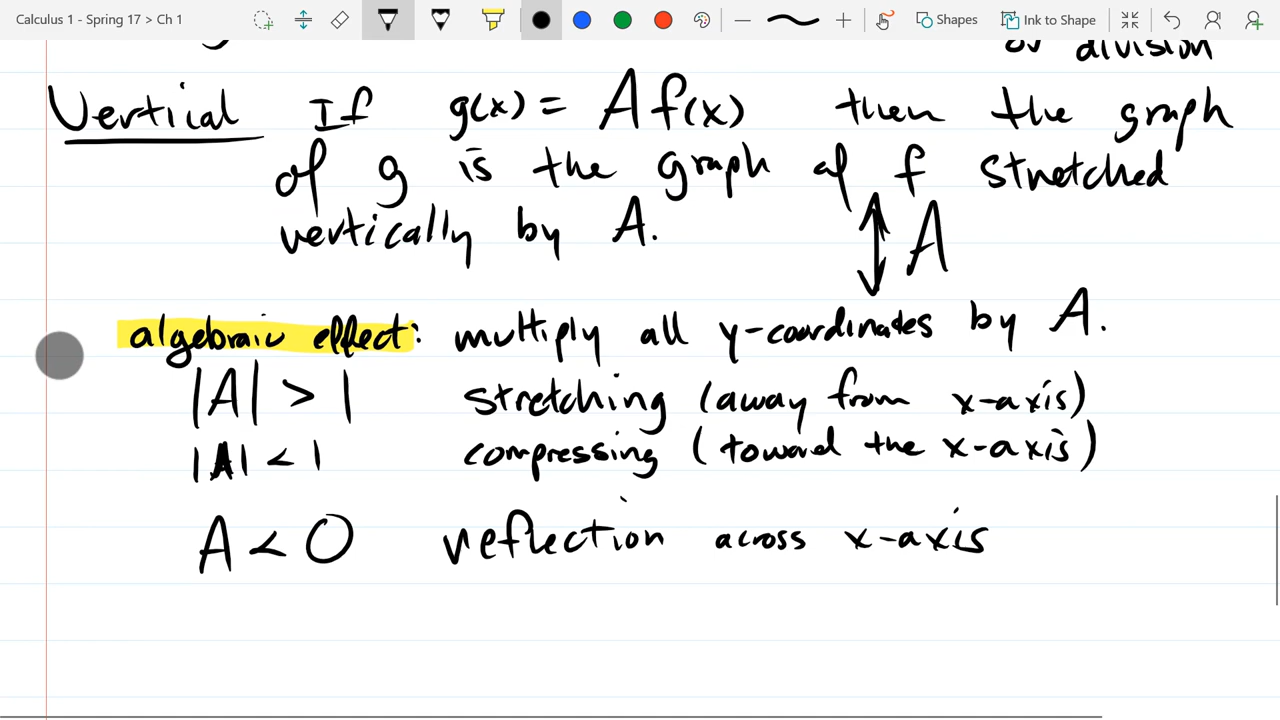 Calculus 1 - Spring 17 > Ch 1
Shapes
Ink to Shape
or division
Vertical If g(x) = A f(x) then the graph
of g is the graph of f stretched
vertically by A.
A
algebraic effect: multiply all y-coordinates by A.
|A| > 1 stretching (away from x-axis)
|A| < 1 compressing (toward the x-axis)
A < 0 reflection across x-axis